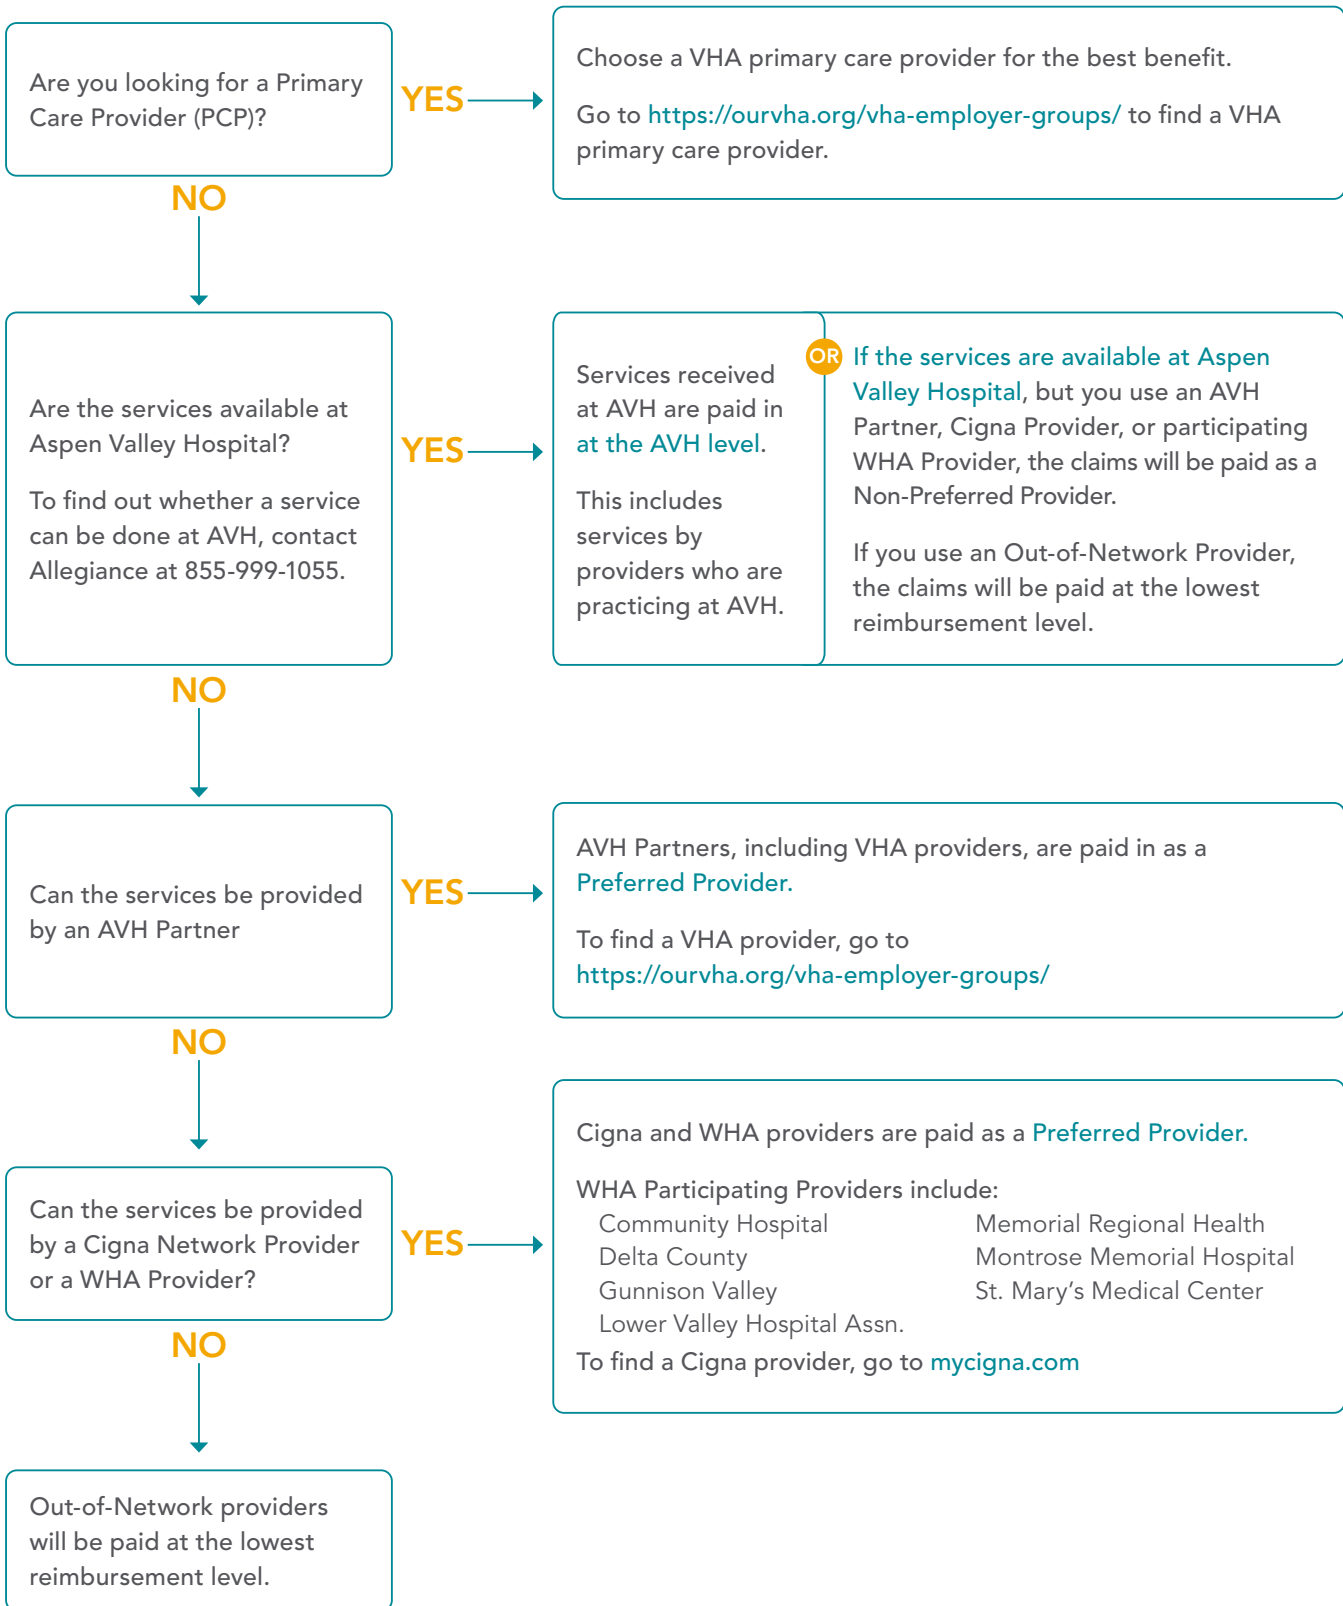 Are you looking for a Primary
Care Provider (PCP)?
YES
Choose a VHA primary care provider for the best benefit.
Go to https://ourvha.org/vha-employer-groups/ to find a VHA
primary care provider.
NO
Are the services available at
Aspen Valley Hospital?
To find out whether a service
can be done at AVH, contact
Allegiance at 855-999-1055.
YES
Services received
at AVH are paid in
at the AVH level.
This includes
services by
providers who are
practicing at AVH.
OR
If the services are available at Aspen
Valley Hospital, but you use an AVH
Partner, Cigna Provider, or participating
WHA Provider, the claims will be paid as a
Non-Preferred Provider.
If you use an Out-of-Network Provider,
the claims will be paid at the lowest
reimbursement level.
NO
Can the services be provided
by an AVH Partner
YES
AVH Partners, including VHA providers, are paid in as a
Preferred Provider.
To find a VHA provider, go to
https://ourvha.org/vha-employer-groups/
NO
Can the services be provided
by a Cigna Network Provider
or a WHA Provider?
YES
Cigna and WHA providers are paid as a Preferred Provider.
WHA Participating Providers include:
Community Hospital
Delta County
Gunnison Valley
Lower Valley Hospital Assn.
Memorial Regional Health
Montrose Memorial Hospital
St. Mary's Medical Center
To find a Cigna provider, go to mycigna.com
NO
Out-of-Network providers
will be paid at the lowest
reimbursement level.